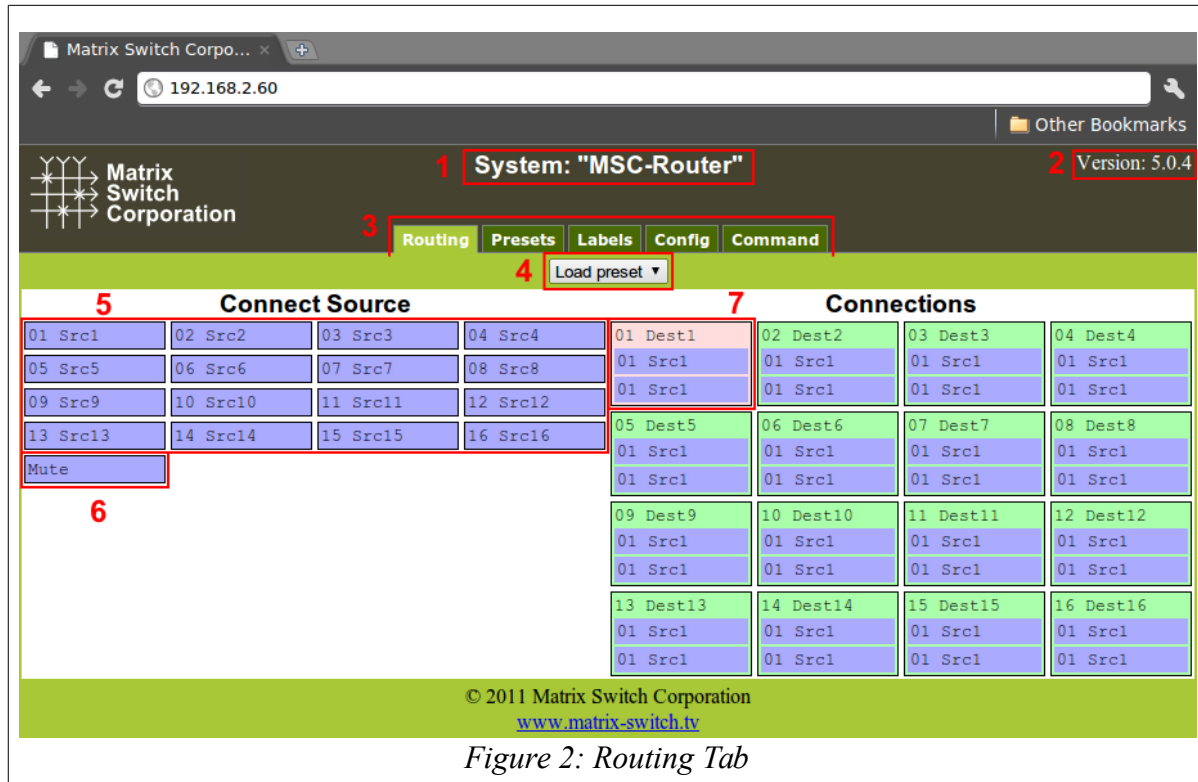 Matrix Switch Corpo... ×
192.168.2.60
Other Bookmarks
Matrix
Switch
Corporation
1 System: "MSC-Router"
2 Version: 5.0.4
3 Routing Presets Labels Config Command
4 Load preset ▼
5 Connect Source 7 Connections
01 Src1 02 Src2 03 Src3 04 Src4
05 Src5 06 Src6 07 Src7 08 Src8
09 Src9 10 Src10 11 Src11 12 Src12
13 Src13 14 Src14 15 Src15 16 Src16
Mute
6
01 Dest1 02 Dest2 03 Dest3 04 Dest4
01 Src1 01 Src1 01 Src1 01 Src1
01 Src1 01 Src1 01 Src1 01 Src1
05 Dest5 06 Dest6 07 Dest7 08 Dest8
01 Src1 01 Src1 01 Src1 01 Src1
01 Src1 01 Src1 01 Src1 01 Src1
09 Dest9 10 Dest10 11 Dest11 12 Dest12
01 Src1 01 Src1 01 Src1 01 Src1
01 Src1 01 Src1 01 Src1 01 Src1
13 Dest13 14 Dest14 15 Dest15 16 Dest16
01 Src1 01 Src1 01 Src1 01 Src1
01 Src1 01 Src1 01 Src1 01 Src1
© 2011 Matrix Switch Corporation
www.matrix-switch.tv
Figure 2: Routing Tab